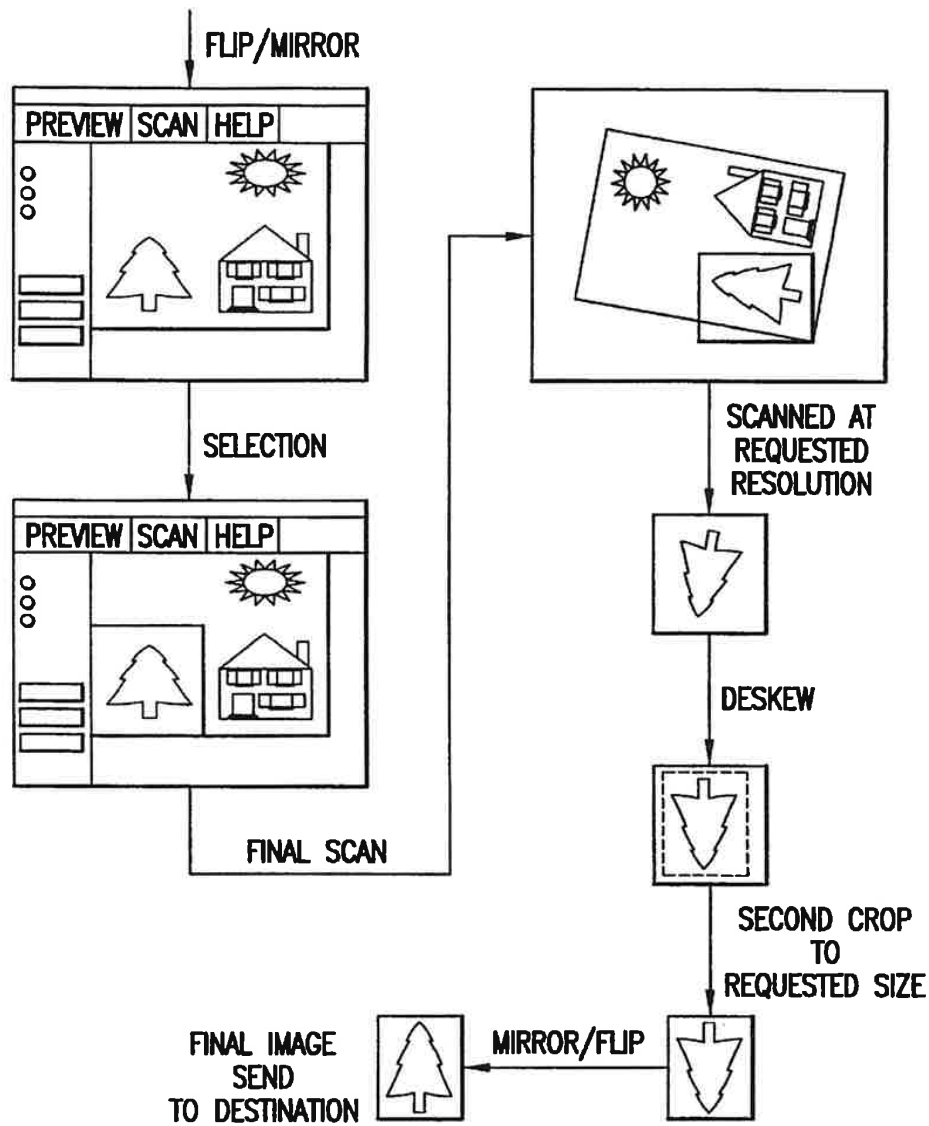 FLIP/MIRROR
PREVIEW SCAN HELP
SELECTION
PREVIEW SCAN HELP
FINAL SCAN
SCANNED AT
REQUESTED
RESOLUTION
DESKEW
SECOND CROP
TO
REQUESTED SIZE
MIRROR/FLIP
FINAL IMAGE
SEND
TO DESTINATION